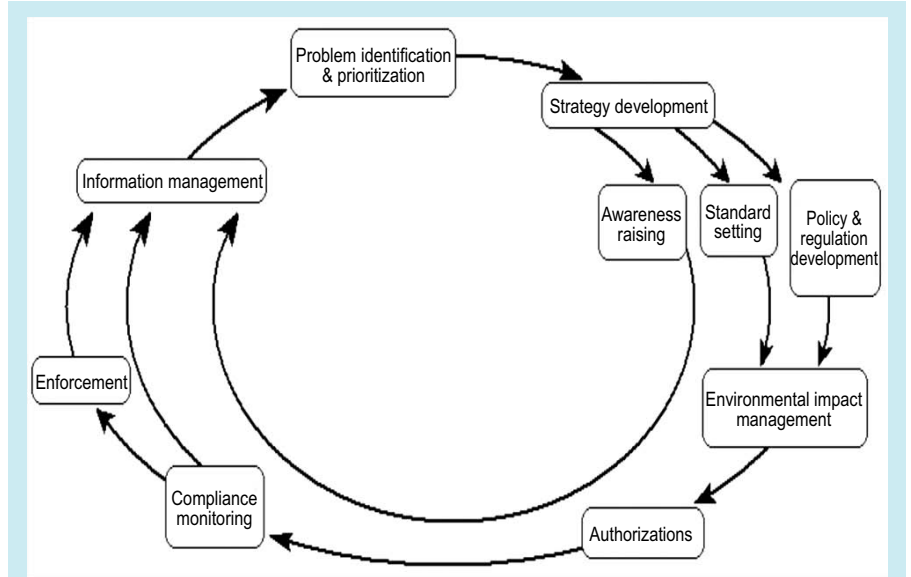 Problem identification
& prioritization
Strategy development
Information management
Awareness
raising
Standard
setting
Policy &
regulation
development
Enforcement
Environmental impact
management
Compliance
monitoring
Authorizations